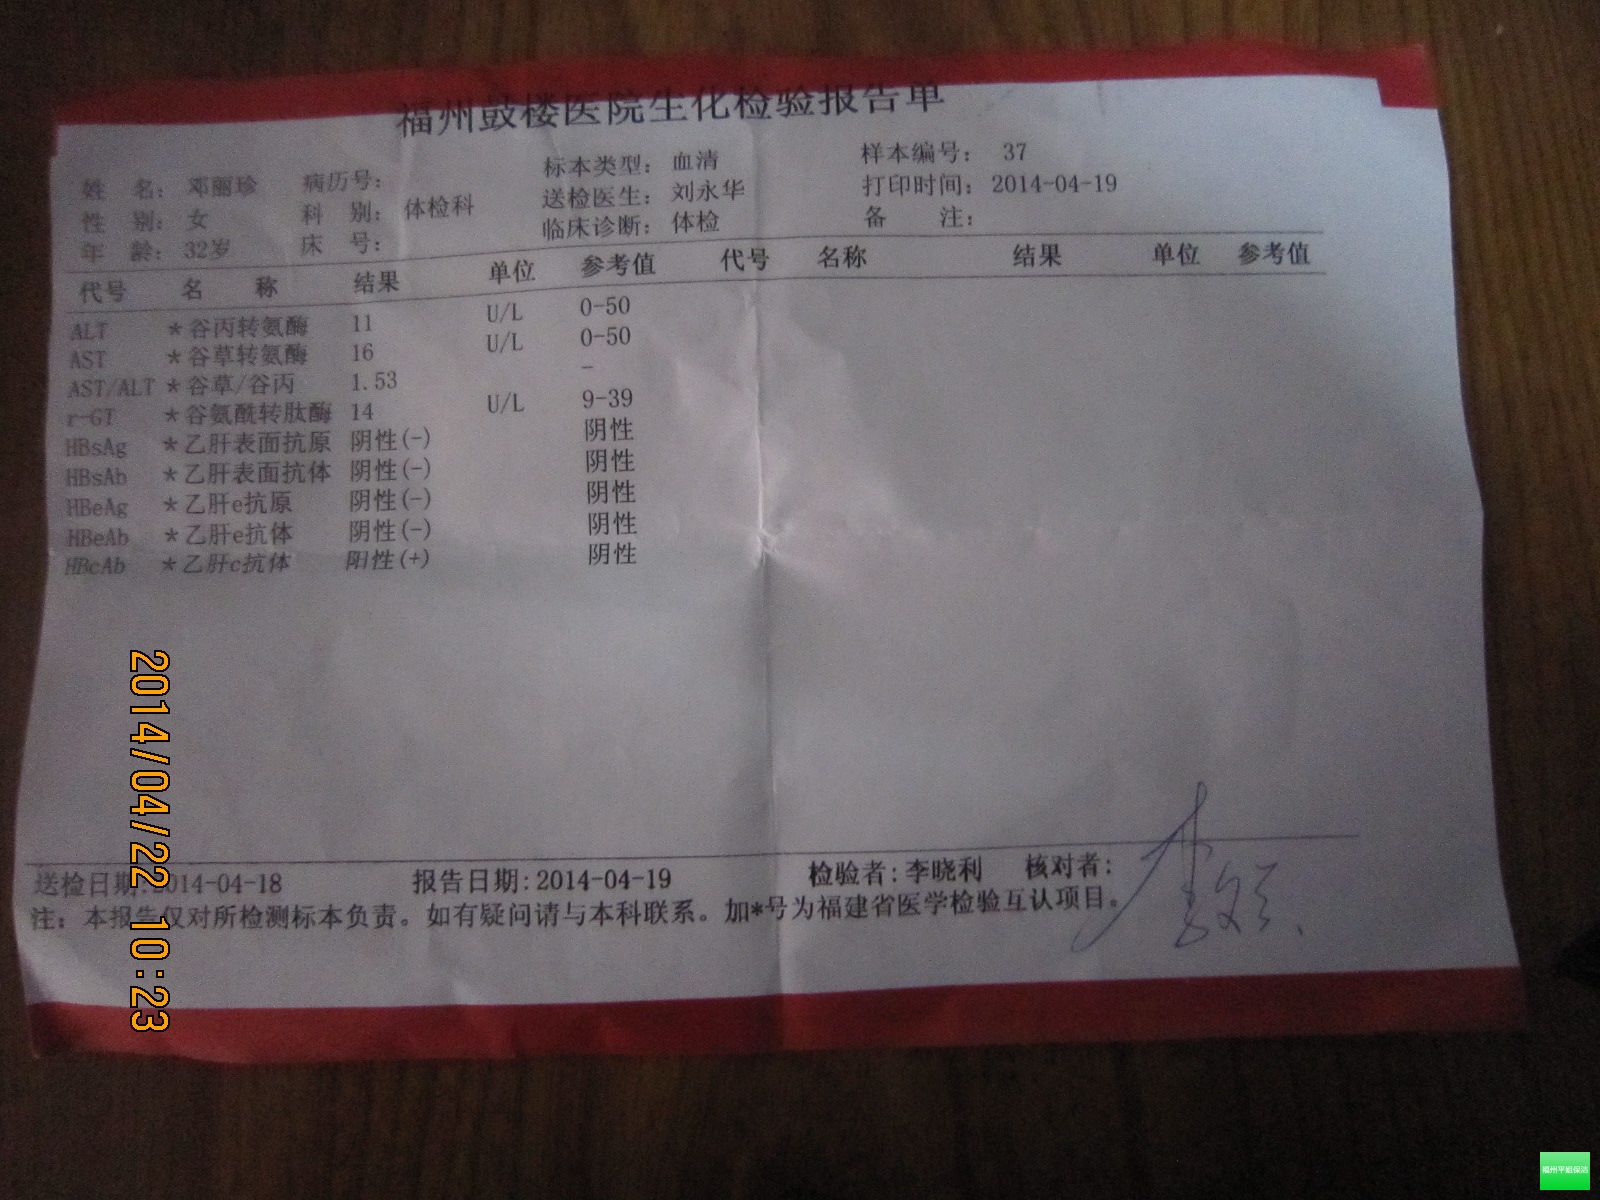 福州鼓楼医院生化检验报告单
姓 名: 邓丽珍 病历号: 标本类型: 血清 样本编号: 37
性 别: 女 科 别: 体检科 送检医生: 刘永华 打印时间: 2014-04-19
年 龄: 32岁 床 号: 临床诊断: 体检 备 注:
代号 名 称 结果 单位 参考值 代号 名称 结果 单位 参考值
ALT *谷丙转氨酶 11 U/L 0-50
AST *谷草转氨酶 16 U/L 0-50
AST/ALT *谷草/谷丙 1.53 -
r-GT *谷氨酰转肽酶 14 U/L 9-39
HBsAg *乙肝表面抗原 阴性(-) 阴性
HBsAb *乙肝表面抗体 阴性(-) 阴性
HBeAg *乙肝e抗原 阴性(-) 阴性
HBeAb *乙肝e抗体 阴性(-) 阴性
HBcAb *乙肝c抗体 阳性(+) 阴性
送检日期:2014-04-18 报告日期:2014-04-19 检验者:李晓利 核对者:
注: 本报告仅对所检测标本负责。如有疑问请与本科联系。加*号为福建省医学检验互认项目。
2014/04/22 10:23
福州平姐保洁